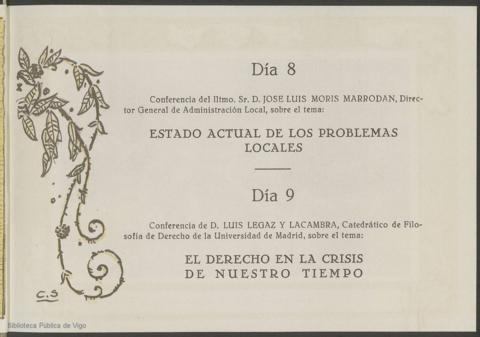 Día 8
Conferencia del Iltmo. Sr. D. JOSE LUIS MORIS MARRODAN, Direc-
tor General de Administración Local, sobre el tema:
ESTADO ACTUAL DE LOS PROBLEMAS
LOCALES
Día 9
Conferencia de D. LUIS LEGAZ Y LACAMBRA, Catedrático de Filo-
sofía de Derecho de la Universidad de Madrid, sobre el tema:
EL DERECHO EN LA CRISIS
DE NUESTRO TIEMPO
C.S
Biblioteca Pública de Vigo